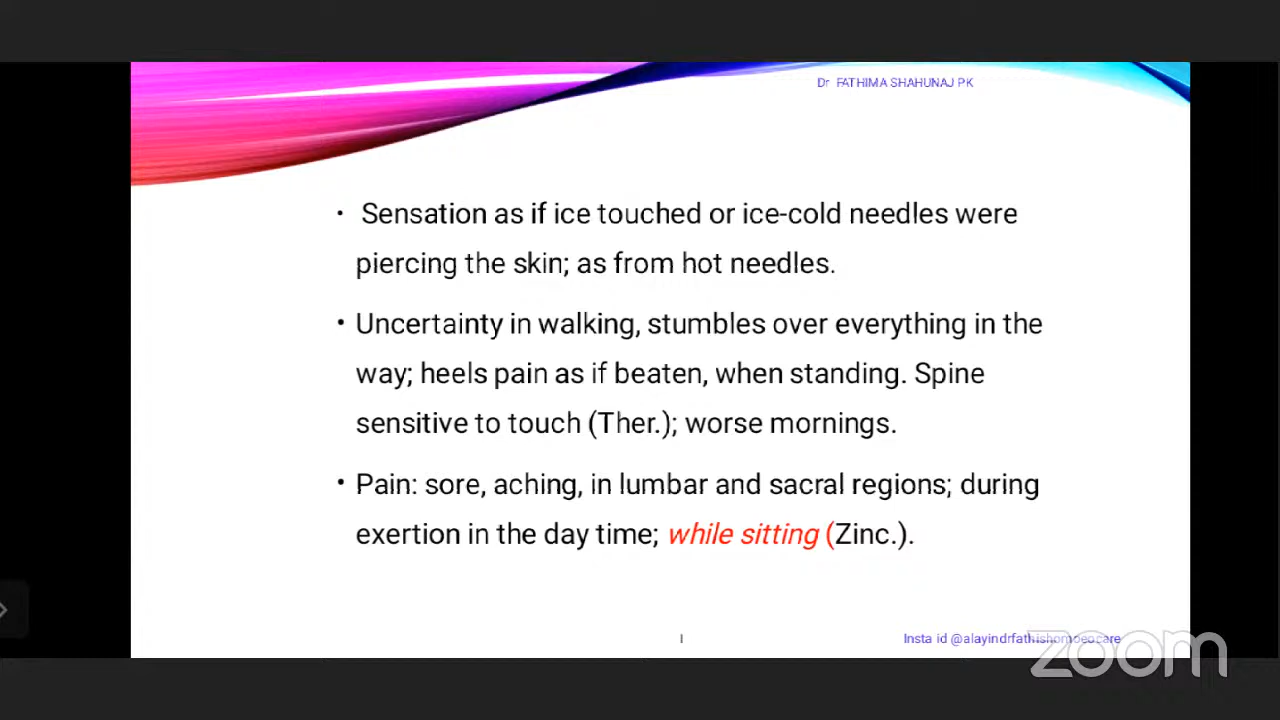 Dr FATHIMA SHAHUNAJ PK
• Sensation as if ice touched or ice-cold needles were
piercing the skin; as from hot needles.
• Uncertainty in walking, stumbles over everything in the
way; heels pain as if beaten, when standing. Spine
sensitive to touch (Ther.); worse mornings.
• Pain: sore, aching, in lumbar and sacral regions; during
exertion in the day time; while sitting (Zinc.).
Insta id @alayindrfathishomoeocare
zoom